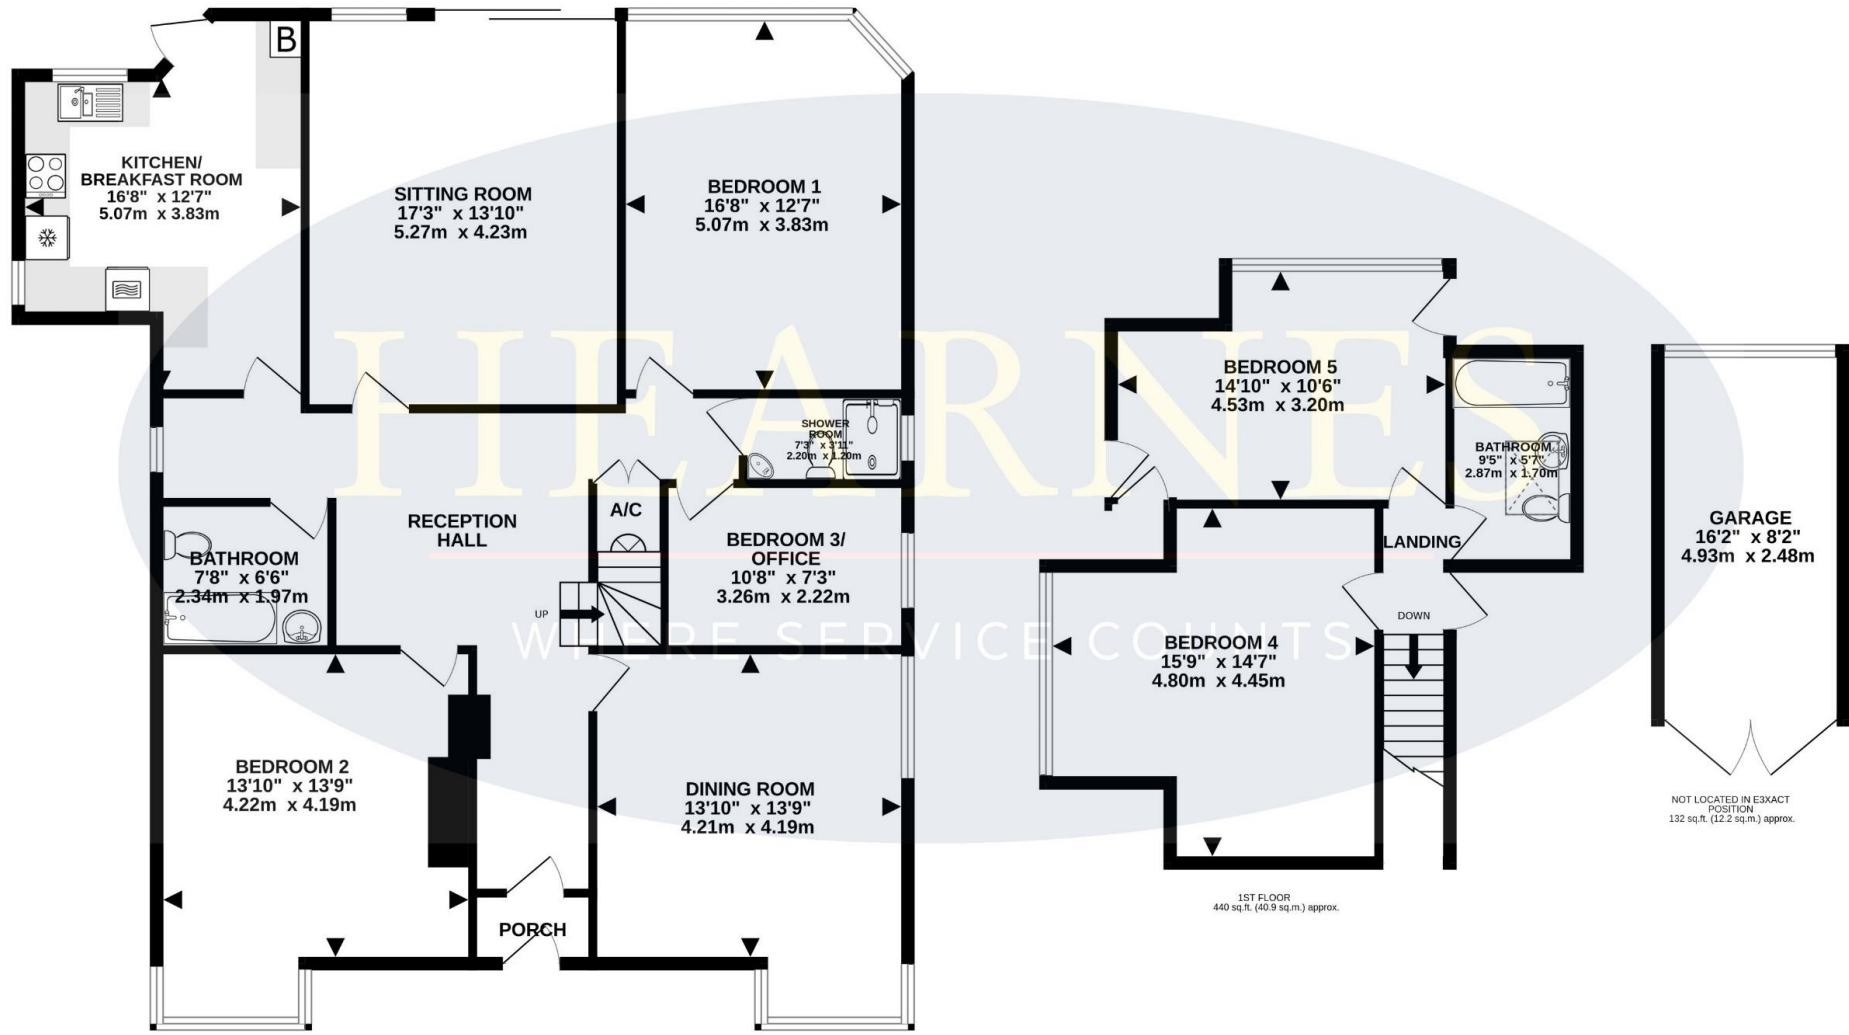 B
KITCHEN/
BREAKFAST ROOM
16'8" x 12'7"
5.07m x 3.83m
SITTING ROOM
17'3" x 13'10"
5.27m x 4.23m
BEDROOM 1
16'8" x 12'7"
5.07m x 3.83m
SHOWER
ROOM
7'3" x 3'11"
2.20m x 1.20m
A/C
RECEPTION
HALL
BEDROOM 3/
OFFICE
10'8" x 7'3"
3.26m x 2.22m
BATHROOM
7'8" x 6'6"
2.34m x 1.97m
UP
BEDROOM 2
13'10" x 13'9"
4.22m x 4.19m
DINING ROOM
13'10" x 13'9"
4.21m x 4.19m
PORCH
HEARNES
WHERE SERVICE COUNTS
BEDROOM 5
14'10" x 10'6"
4.53m x 3.20m
BATHROOM
9'5" x 5'7"
2.87m x 1.70m
LANDING
DOWN
BEDROOM 4
15'9" x 14'7"
4.80m x 4.45m
1ST FLOOR
440 sq.ft. (40.9 sq.m.) approx.
GARAGE
16'2" x 8'2"
4.93m x 2.48m
NOT LOCATED IN E3XACT
POSITION
132 sq.ft. (12.2 sq.m.) approx.